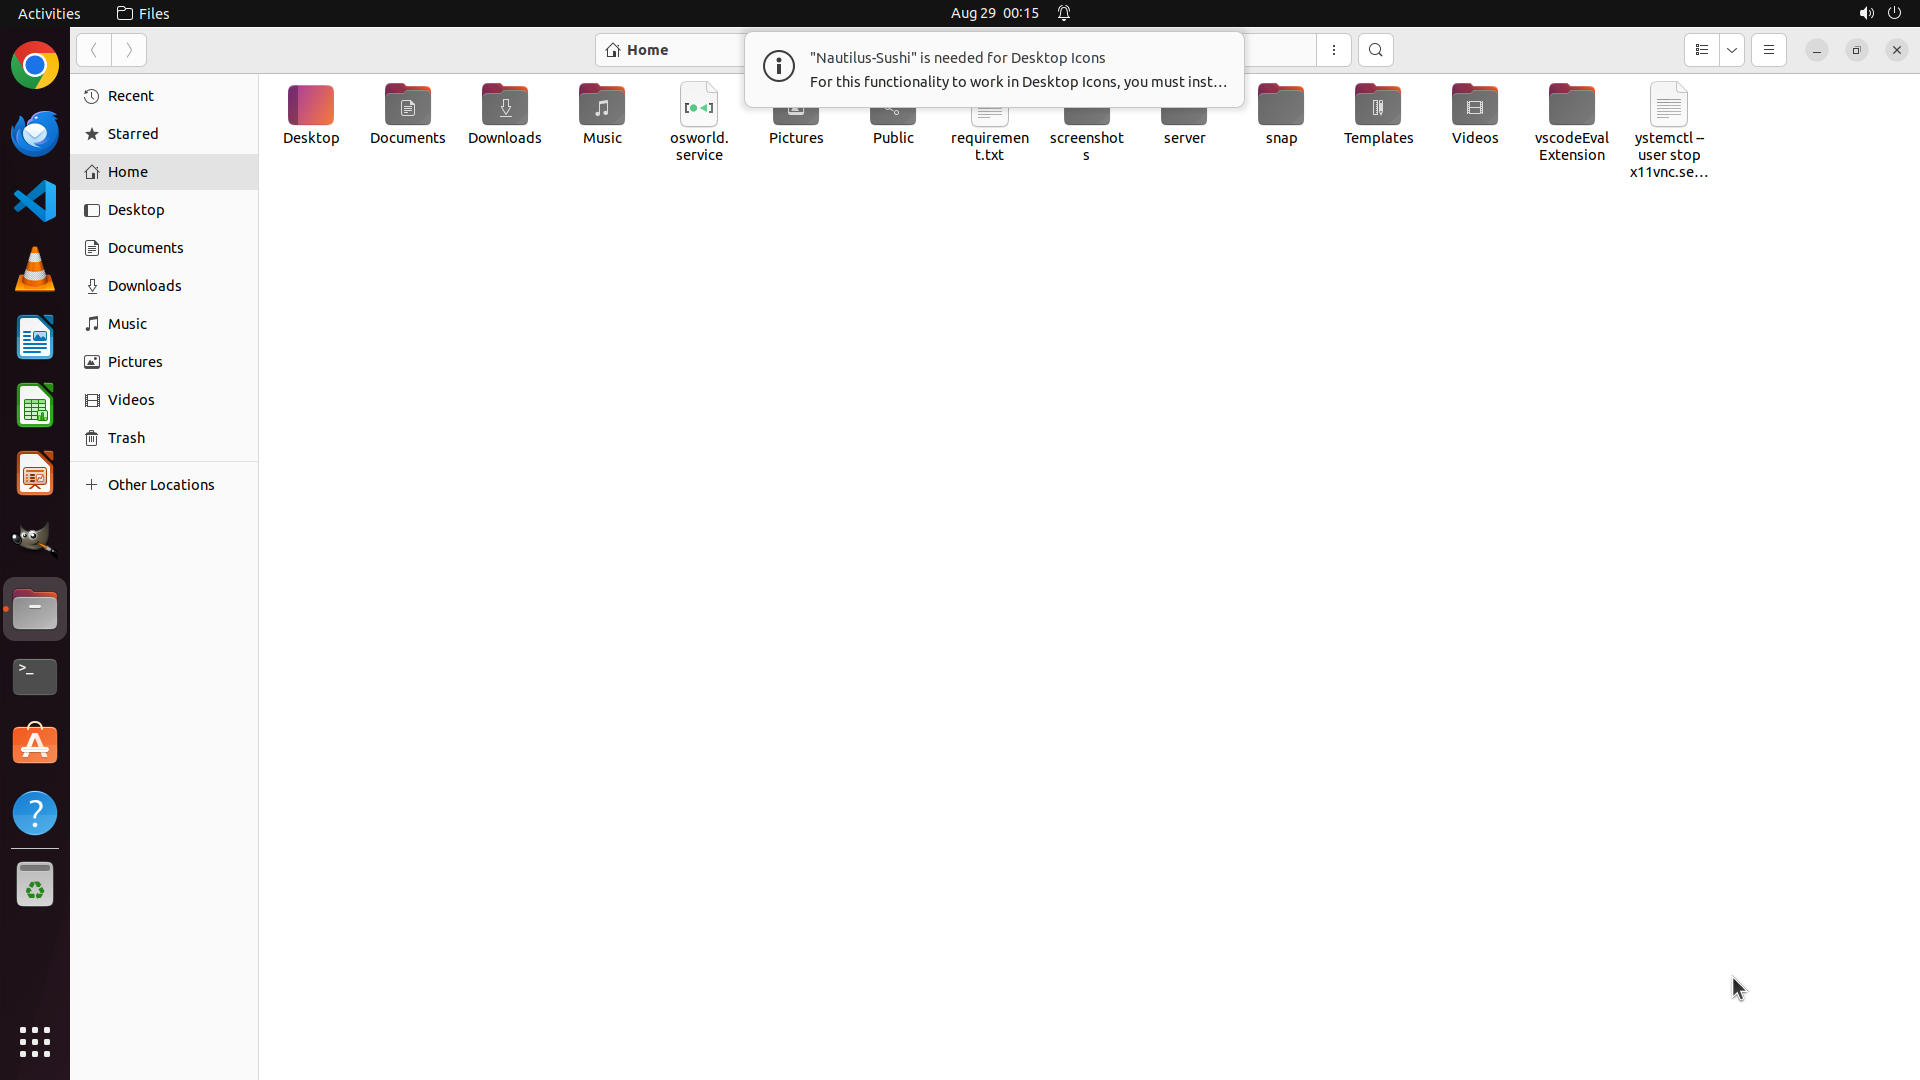 Activities
Files
Aug 29 00:15
Home
"Nautilus-Sushi" is needed for Desktop Icons
For this functionality to work in Desktop Icons, you must inst…
Recent
Starred
Home
Desktop
Documents
Downloads
Music
Pictures
Videos
Trash
Other Locations
Desktop
Documents
Downloads
Music
osworld.
service
Pictures
Public
requiremen
t.txt
screenshot
s
server
snap
Templates
Videos
vscodeEval
Extension
ystemctl --
user stop
x11vnc.se…